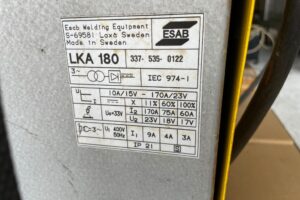 Esab Welding Equipment
S-69581 Laxå Sweden
Made in Sweden
ESAB
LKA 180 337-535-0122
3~ IEC 974-1
10A/15V - 170A/23V
X 11% 60% 100%
U₀=33V I₂ 170A 75A 60A
U₂ 23V 18V 17V
3~ U₁ 400V 50Hz I₁ 9A 4A 3A
IP 21